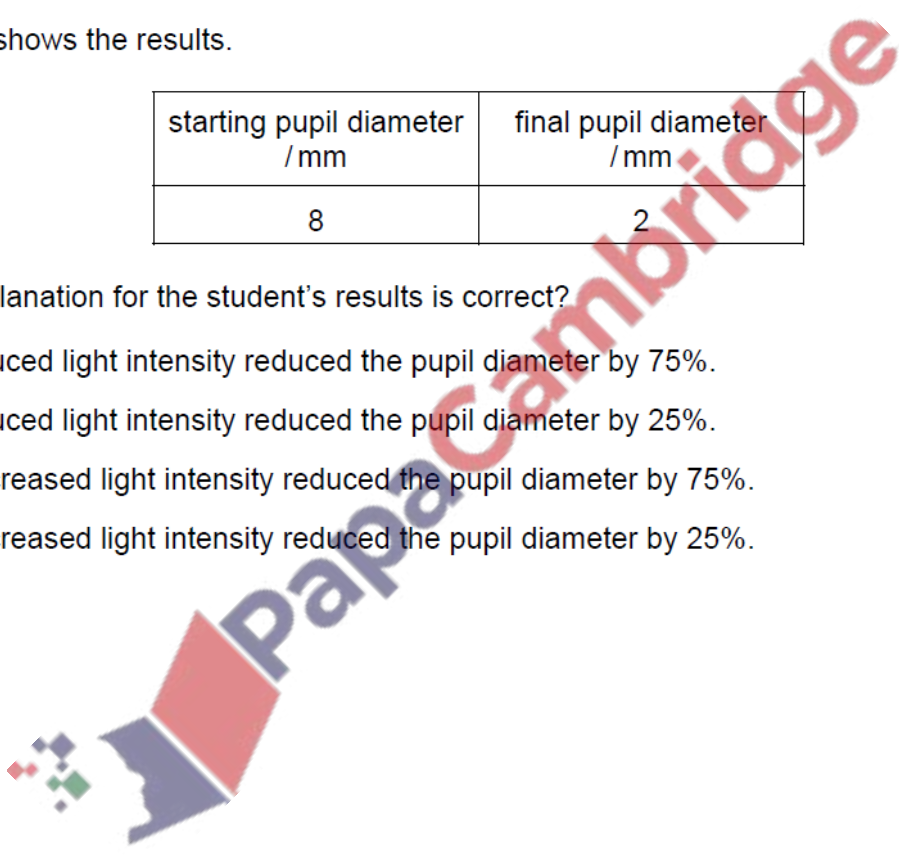 shows the results.
starting pupil diameter
/ mm
final pupil diameter
/ mm
8
2
lanation for the student's results is correct?
uced light intensity reduced the pupil diameter by 75%.
uced light intensity reduced the pupil diameter by 25%.
reased light intensity reduced the pupil diameter by 75%.
reased light intensity reduced the pupil diameter by 25%.
PapaCambridge